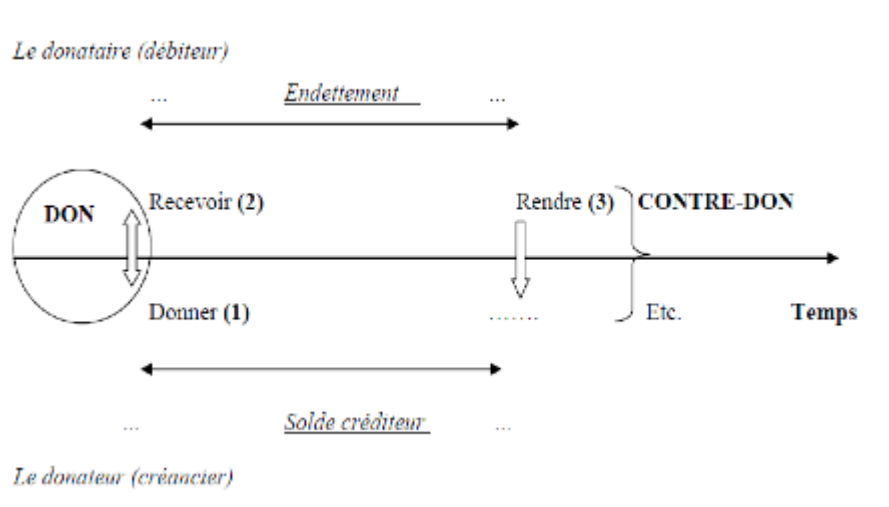 Le donataire (débiteur)
... Endettement ...
DON Recevoir (2) Rendre (3) CONTRE-DON
Donner (1) ....... Etc. Temps
... Solde créditeur ...
Le donateur (créancier)